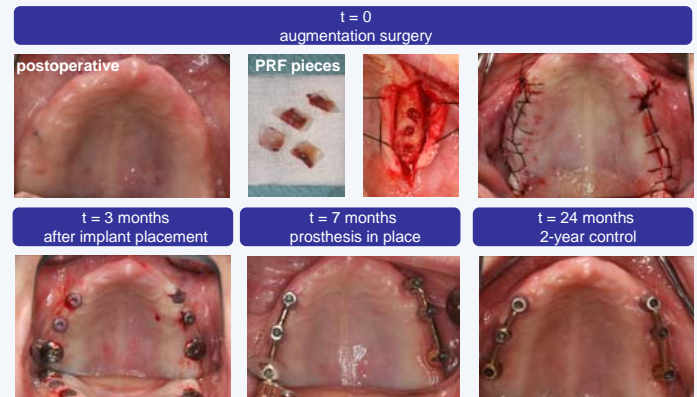 t = 0
augmentation surgery
postoperative
PRF pieces
t = 3 months
after implant placement
t = 7 months
prosthesis in place
t = 24 months
2-year control